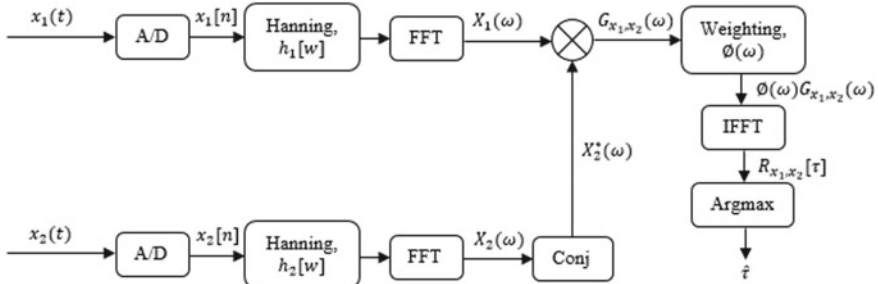 x₁(t)
A/D
x₁[n]
Hanning,
h₁[w]
FFT
X₁(ω)
G_{x₁,x₂}(ω)
Weighting,
Ø(ω)
Ø(ω)G_{x₁,x₂}(ω)
IFFT
R_{x₁,x₂}[τ]
Argmax
τ̂
X₂*(ω)
x₂(t)
A/D
x₂[n]
Hanning,
h₂[w]
FFT
X₂(ω)
Conj